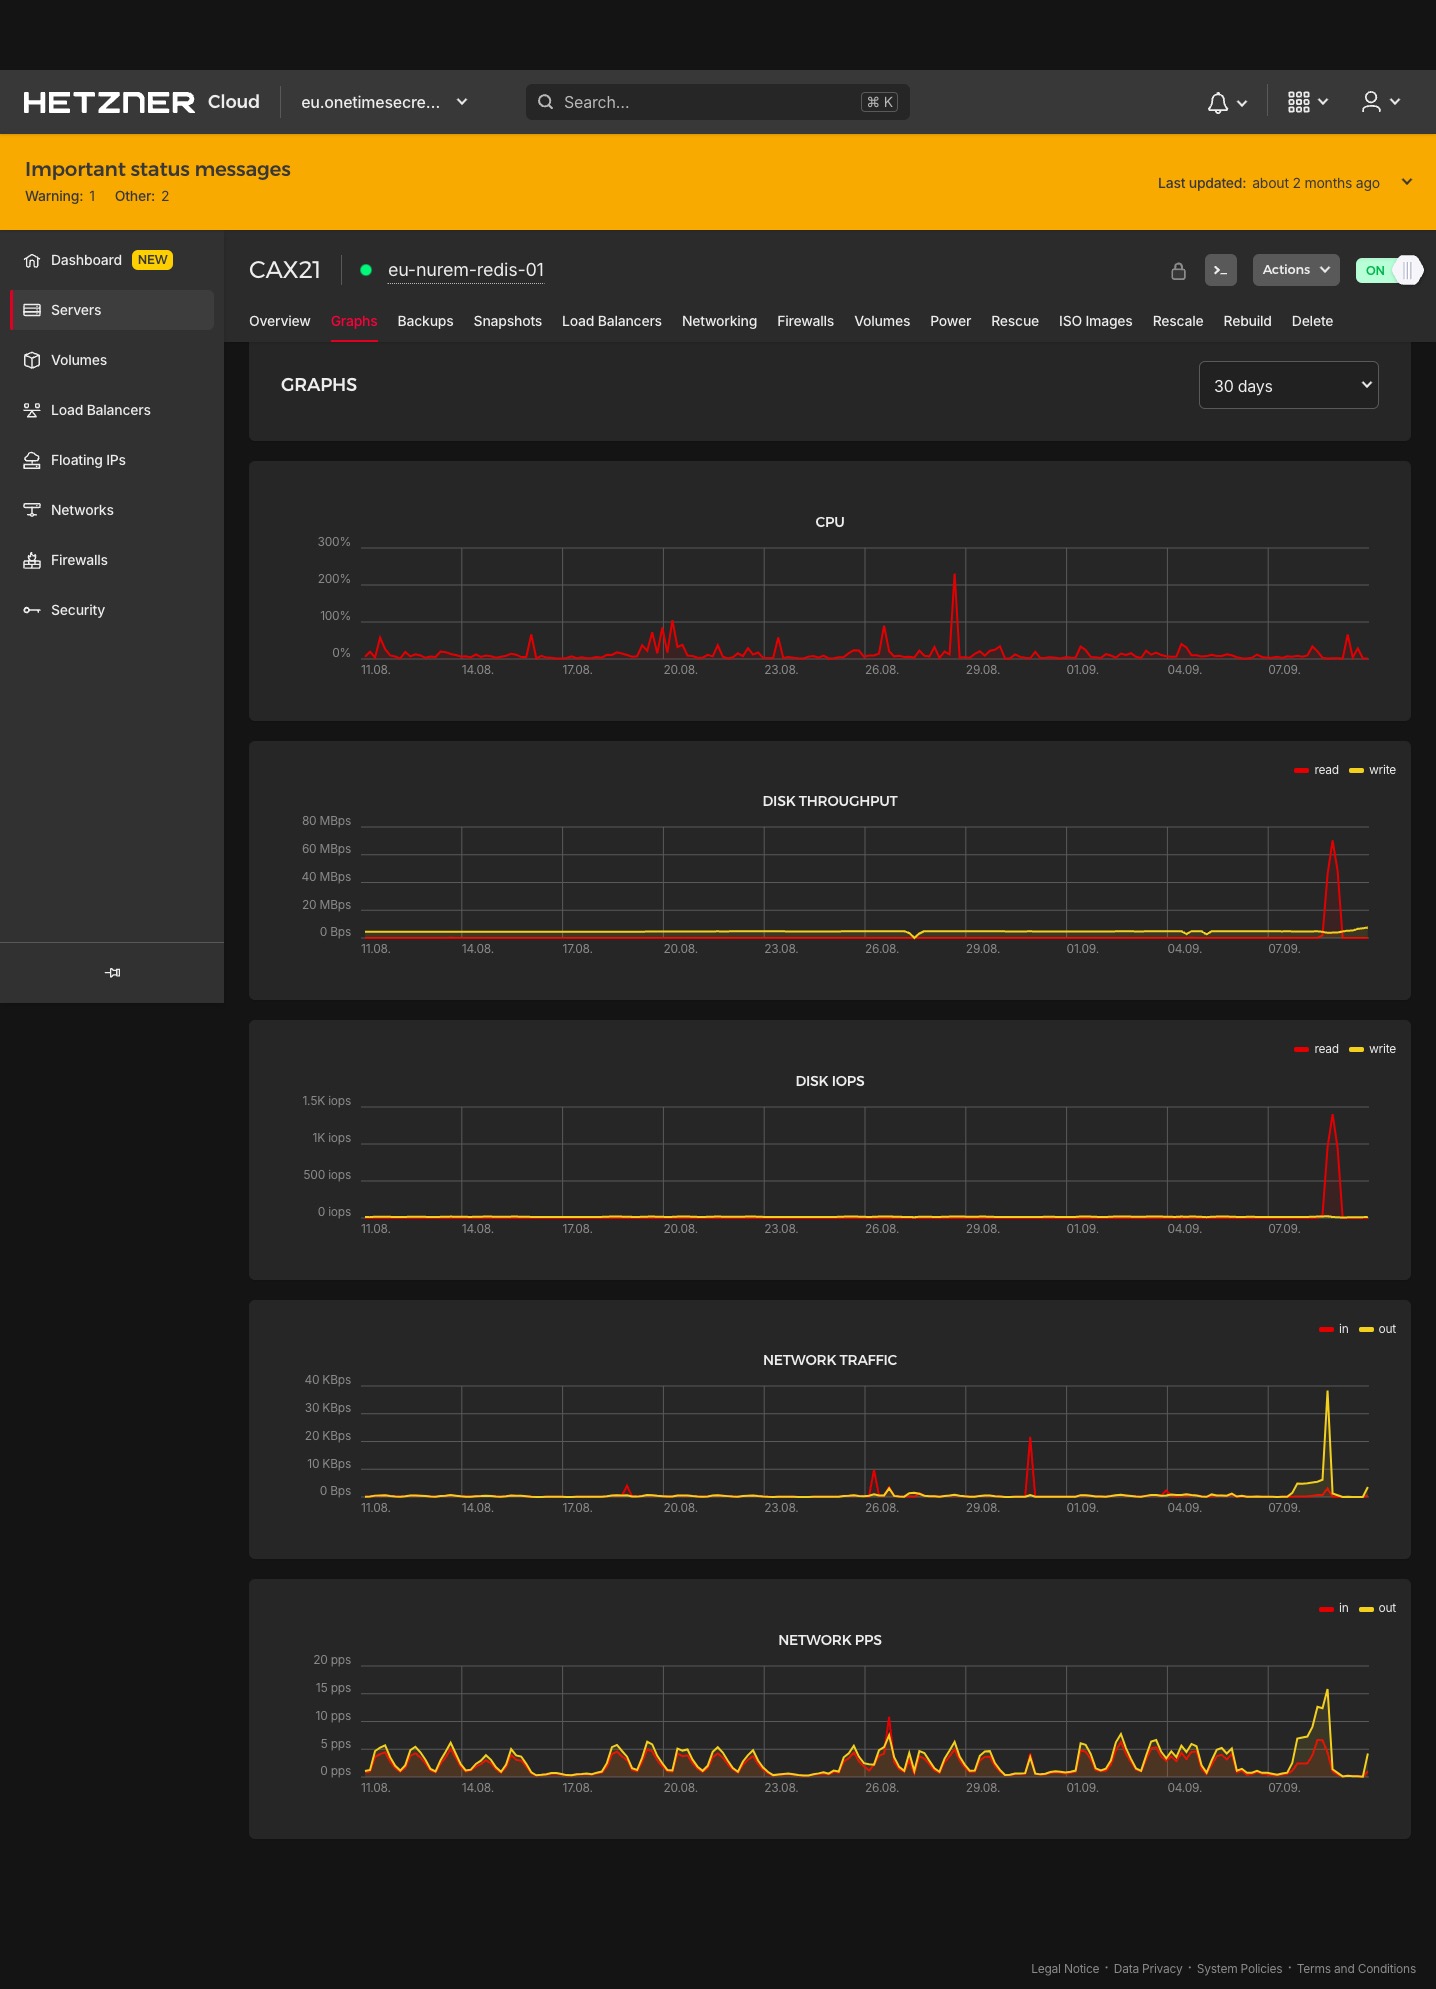 HETZNER Cloud eu.onetimesecre... Search... ⌘ K
Important status messages
Warning: 1 Other: 2
Last updated: about 2 months ago
Dashboard NEW
Servers
Volumes
Load Balancers
Floating IPs
Networks
Firewalls
Security
CAX21 eu-nurem-redis-01 Actions ON
Overview Graphs Backups Snapshots Load Balancers Networking Firewalls Volumes Power Rescue ISO Images Rescale Rebuild Delete
GRAPHS 30 days
CPU
300%
200%
100%
0%
11.08. 14.08. 17.08. 20.08. 23.08. 26.08. 29.08. 01.09. 04.09. 07.09.
read write
DISK THROUGHPUT
80 MBps
60 MBps
40 MBps
20 MBps
0 Bps
11.08. 14.08. 17.08. 20.08. 23.08. 26.08. 29.08. 01.09. 04.09. 07.09.
read write
DISK IOPS
1.5K iops
1K iops
500 iops
0 iops
11.08. 14.08. 17.08. 20.08. 23.08. 26.08. 29.08. 01.09. 04.09. 07.09.
in out
NETWORK TRAFFIC
40 KBps
30 KBps
20 KBps
10 KBps
0 Bps
11.08. 14.08. 17.08. 20.08. 23.08. 26.08. 29.08. 01.09. 04.09. 07.09.
in out
NETWORK PPS
20 pps
15 pps
10 pps
5 pps
0 pps
11.08. 14.08. 17.08. 20.08. 23.08. 26.08. 29.08. 01.09. 04.09. 07.09.
Legal Notice · Data Privacy · System Policies · Terms and Conditions